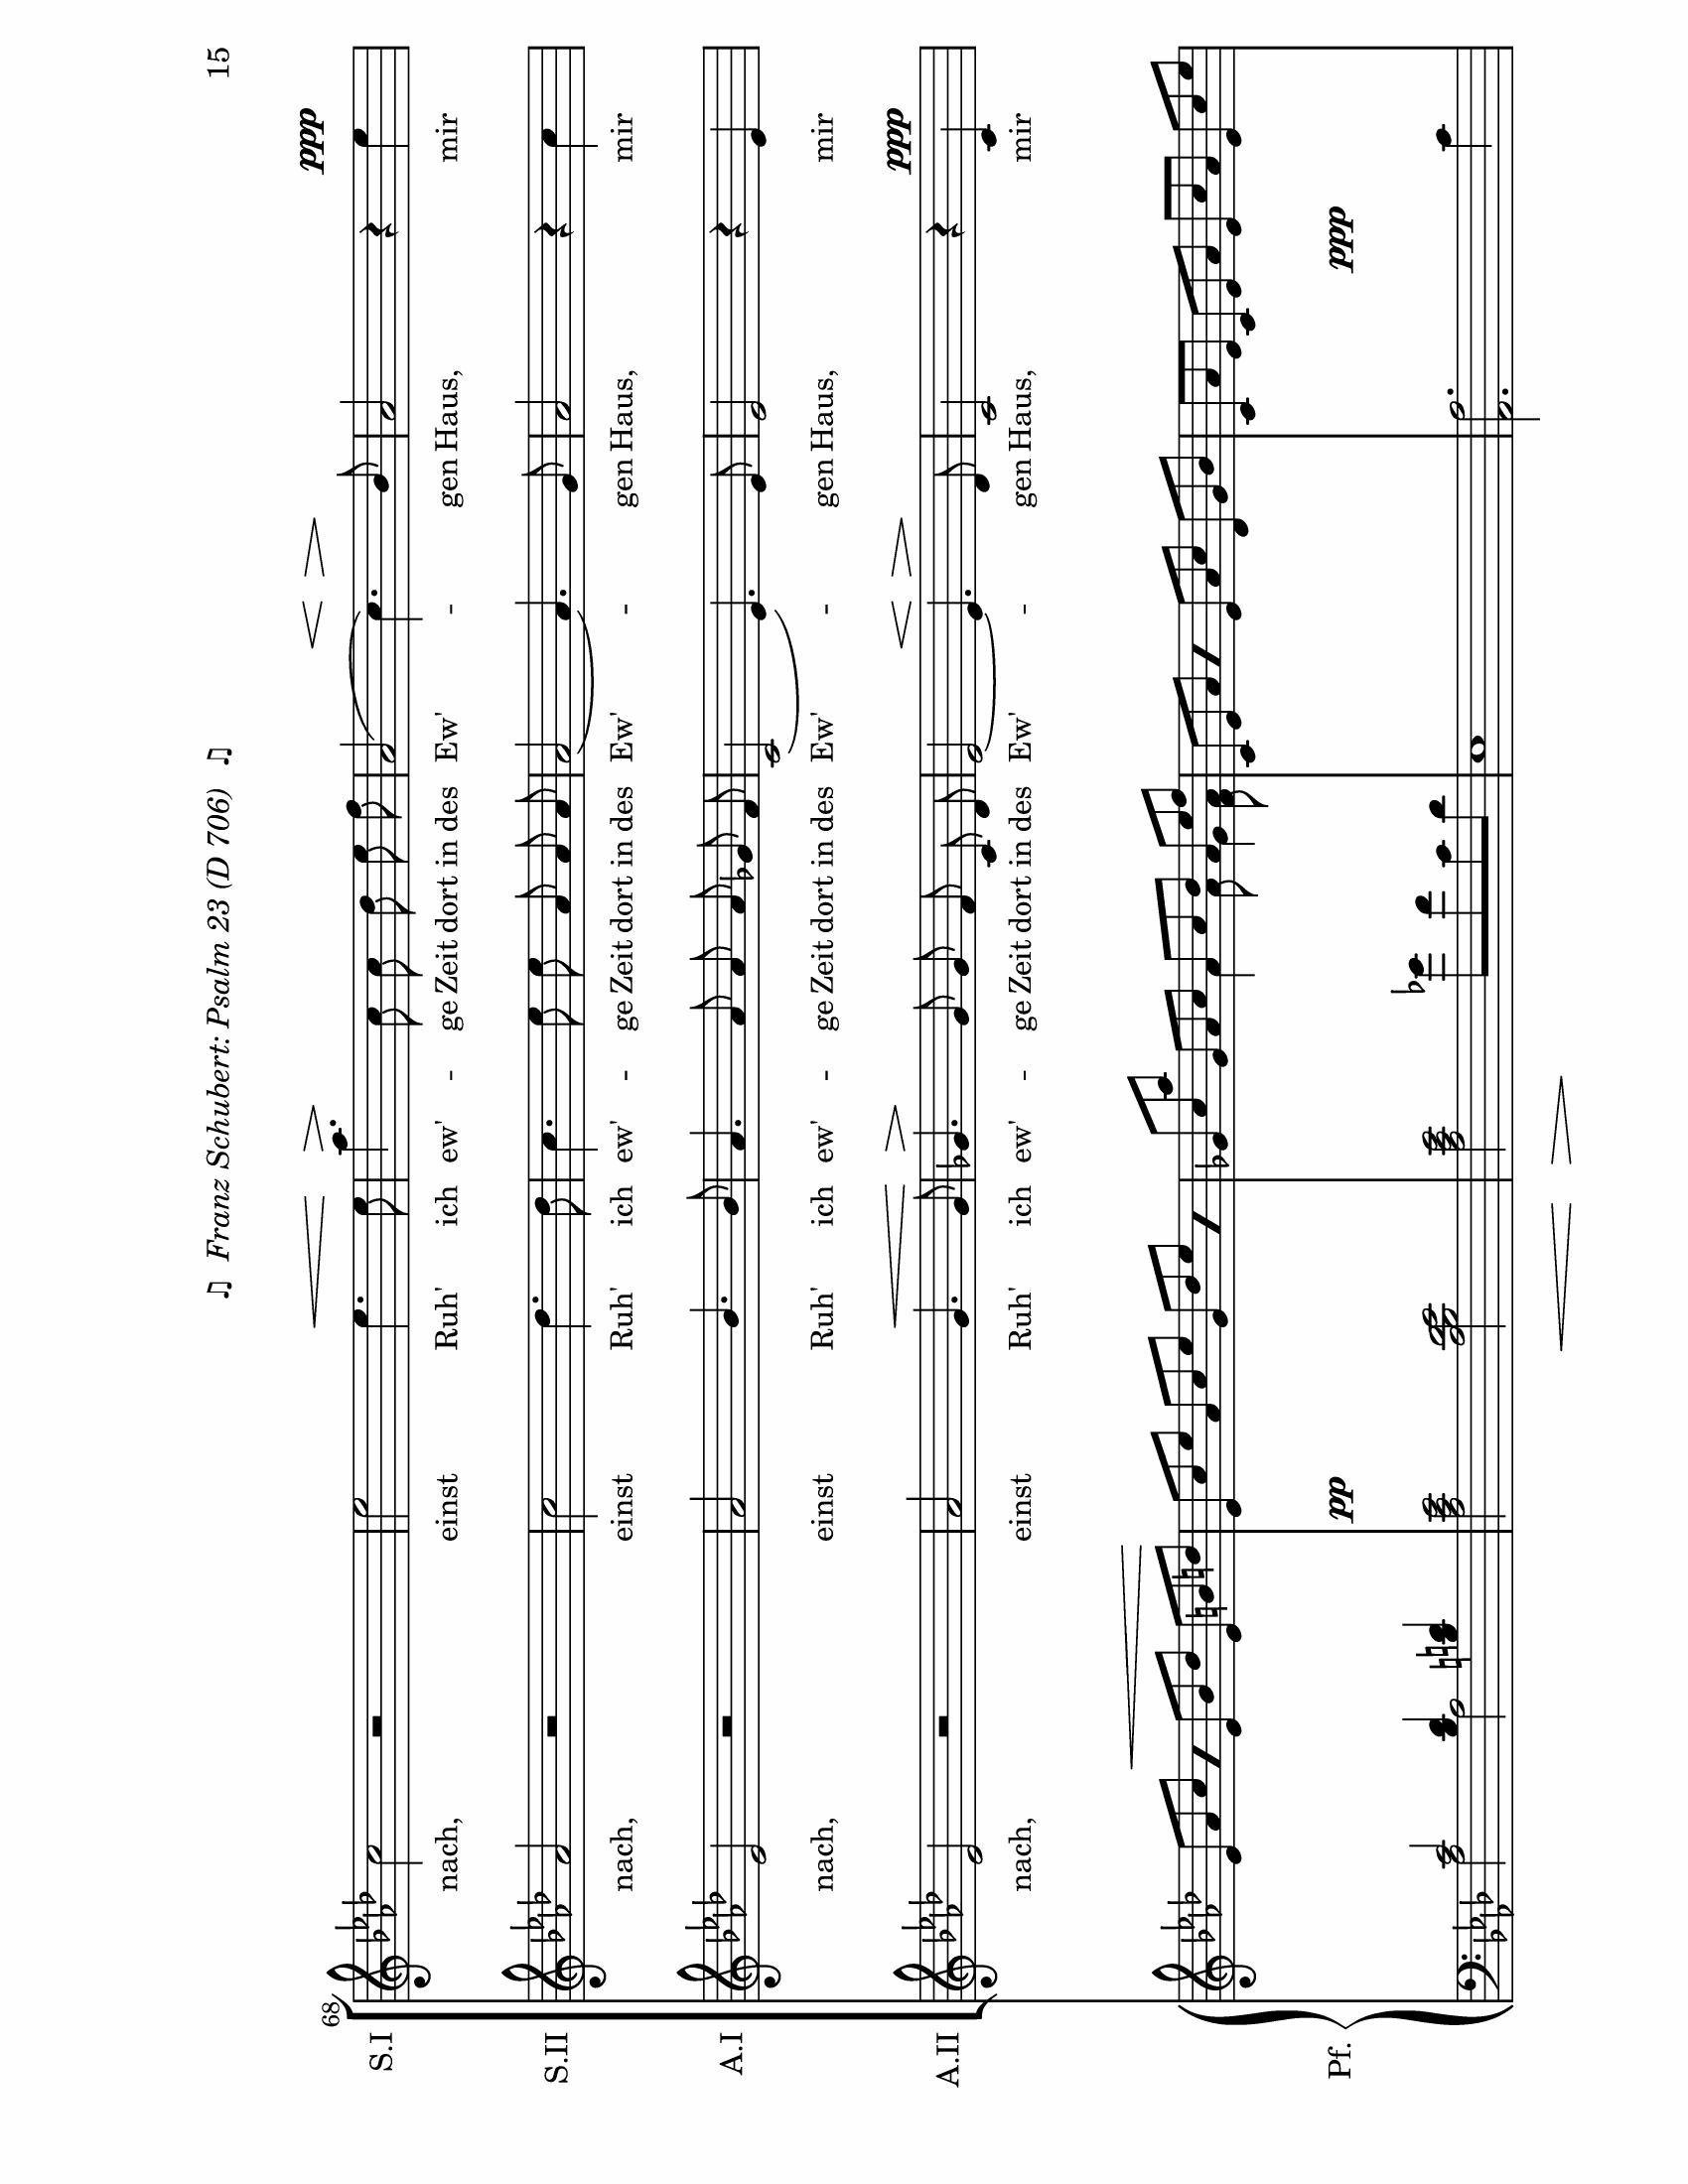 ♫ Franz Schubert: Psalm 23 (D 706) ♫ 15
68
ppp
S.I
nach, einst Ruh' ich ew' - ge Zeit dort in des Ew' - gen Haus, mir
S.II
nach, einst Ruh' ich ew' - ge Zeit dort in des Ew' - gen Haus, mir
A.I
nach, einst Ruh' ich ew' - ge Zeit dort in des Ew' - gen Haus, mir
ppp
A.II
nach, einst Ruh' ich ew' - ge Zeit dort in des Ew' - gen Haus, mir
Pf.
pp ppp